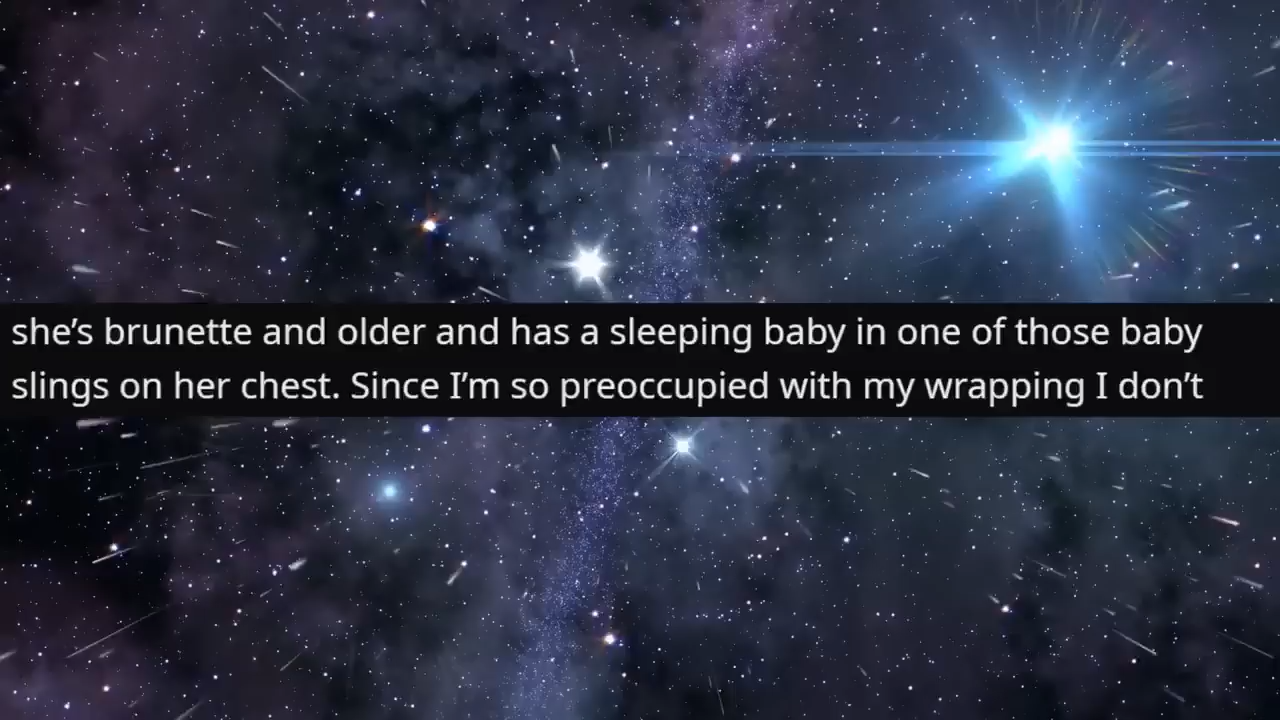 she’s brunette and older and has a sleeping baby in one of those baby
slings on her chest. Since I’m so preoccupied with my wrapping I don’t